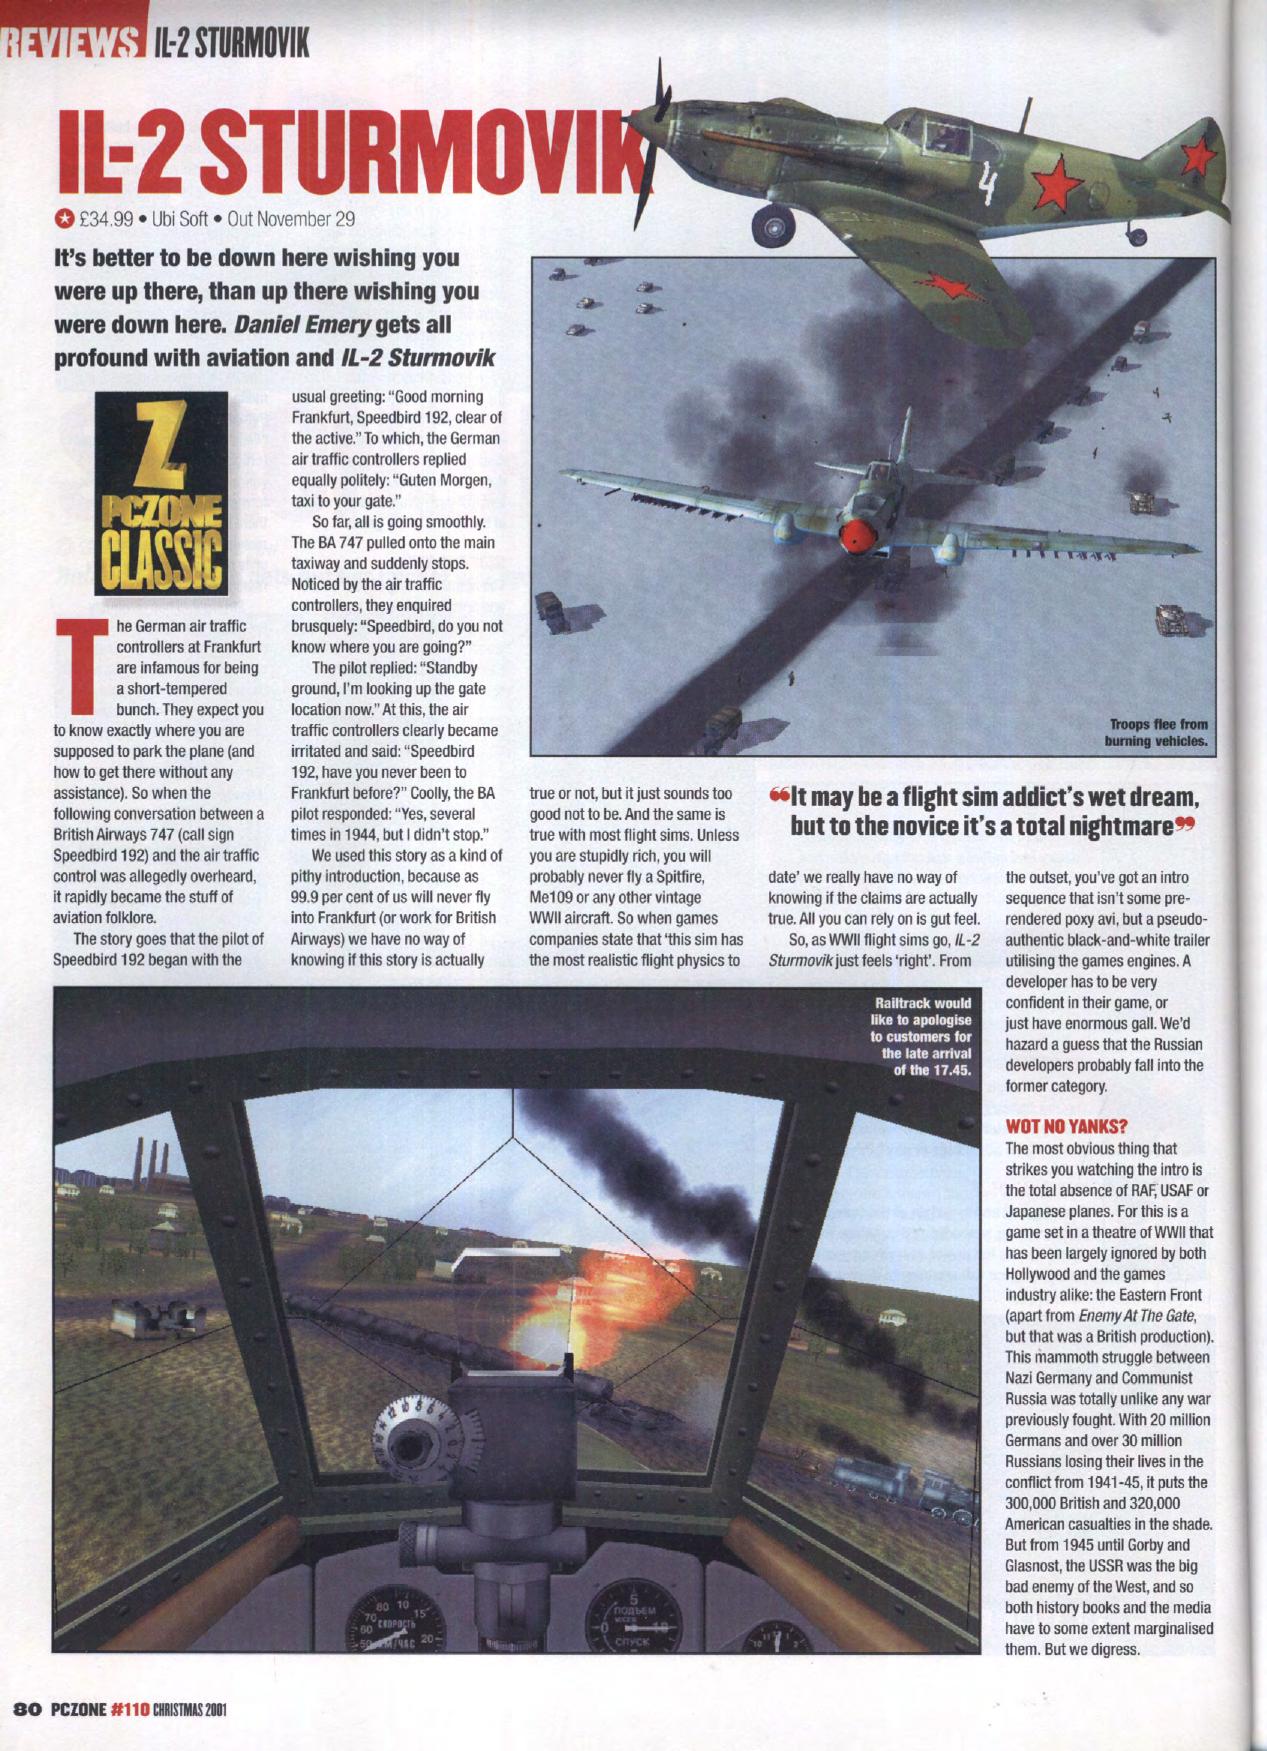 REVIEWS IL-2 STURMOVIK
IL-2 STURMOVIK
£34.99 • Ubi Soft • Out November 29
It's better to be down here wishing you
were up there, than up there wishing you
were down here. Daniel Emery gets all
profound with aviation and IL-2 Sturmovik
4
Z
PCZONE
CLASSIC
The German air traffic
controllers at Frankfurt
are infamous for being
a short-tempered
bunch. They expect you
to know exactly where you are
supposed to park the plane (and
how to get there without any
assistance). So when the
following conversation between a
British Airways 747 (call sign
Speedbird 192) and the air traffic
control was allegedly overheard,
it rapidly became the stuff of
aviation folklore.
The story goes that the pilot of
Speedbird 192 began with the
usual greeting: “Good morning
Frankfurt, Speedbird 192, clear of
the active.” To which, the German
air traffic controllers replied
equally politely: “Guten Morgen,
taxi to your gate.”
So far, all is going smoothly.
The BA 747 pulled onto the main
taxiway and suddenly stops.
Noticed by the air traffic
controllers, they enquired
brusquely: “Speedbird, do you not
know where you are going?”
The pilot replied: “Standby
ground, I'm looking up the gate
location now.” At this, the air
traffic controllers clearly became
irritated and said: “Speedbird
192, have you never been to
Frankfurt before?” Coolly, the BA
pilot responded: “Yes, several
times in 1944, but I didn't stop.”
We used this story as a kind of
pithy introduction, because as
99.9 per cent of us will never fly
into Frankfurt (or work for British
Airways) we have no way of
knowing if this story is actually
Troops flee from
burning vehicles.
true or not, but it just sounds too
good not to be. And the same is
true with most flight sims. Unless
you are stupidly rich, you will
probably never fly a Spitfire,
Me109 or any other vintage
WWII aircraft. So when games
companies state that ‘this sim has
the most realistic flight physics to
“It may be a flight sim addict's wet dream,
but to the novice it's a total nightmare”
date’ we really have no way of
knowing if the claims are actually
true. All you can rely on is gut feel.
So, as WWII flight sims go, IL-2
Sturmovik just feels ‘right’. From
the outset, you've got an intro
sequence that isn't some pre-
rendered poxy avi, but a pseudo-
authentic black-and-white trailer
utilising the games engines. A
developer has to be very
confident in their game, or
just have enormous gall. We'd
hazard a guess that the Russian
developers probably fall into the
former category.
WOT NO YANKS?
The most obvious thing that
strikes you watching the intro is
the total absence of RAF, USAF or
Japanese planes. For this is a
game set in a theatre of WWII that
has been largely ignored by both
Hollywood and the games
industry alike: the Eastern Front
(apart from Enemy At The Gate,
but that was a British production).
This mammoth struggle between
Nazi Germany and Communist
Russia was totally unlike any war
previously fought. With 20 million
Germans and over 30 million
Russians losing their lives in the
conflict from 1941-45, it puts the
300,000 British and 320,000
American casualties in the shade.
But from 1945 until Gorby and
Glasnost, the USSR was the big
bad enemy of the West, and so
both history books and the media
have to some extent marginalised
them. But we digress.
Railtrack would
like to apologise
to customers for
the late arrival
of the 17.45.
80 10
70 15
60 СКОРОСТЬ
50 КМ/ЧАС 20
5
ПОДЪЕМ
0 10
СПУСК
80 PCZONE #110 CHRISTMAS 2001